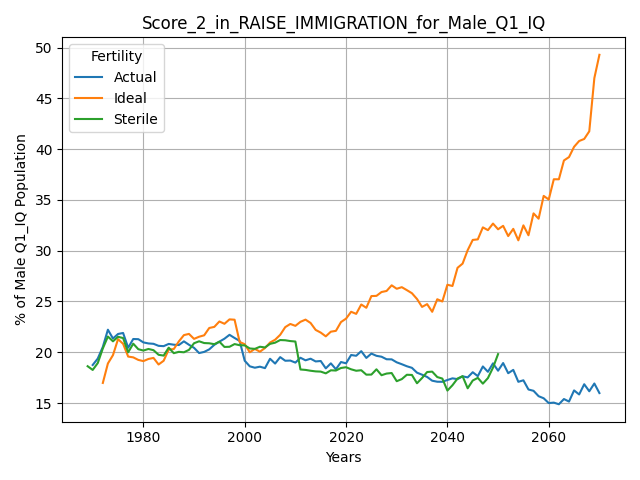 Score_2_in_RAISE_IMMIGRATION_for_Male_Q1_IQ
Fertility
Actual
Ideal
Sterile
% of Male Q1_IQ Population
50
45
40
35
30
25
20
15
1980
2000
2020
2040
2060
Years